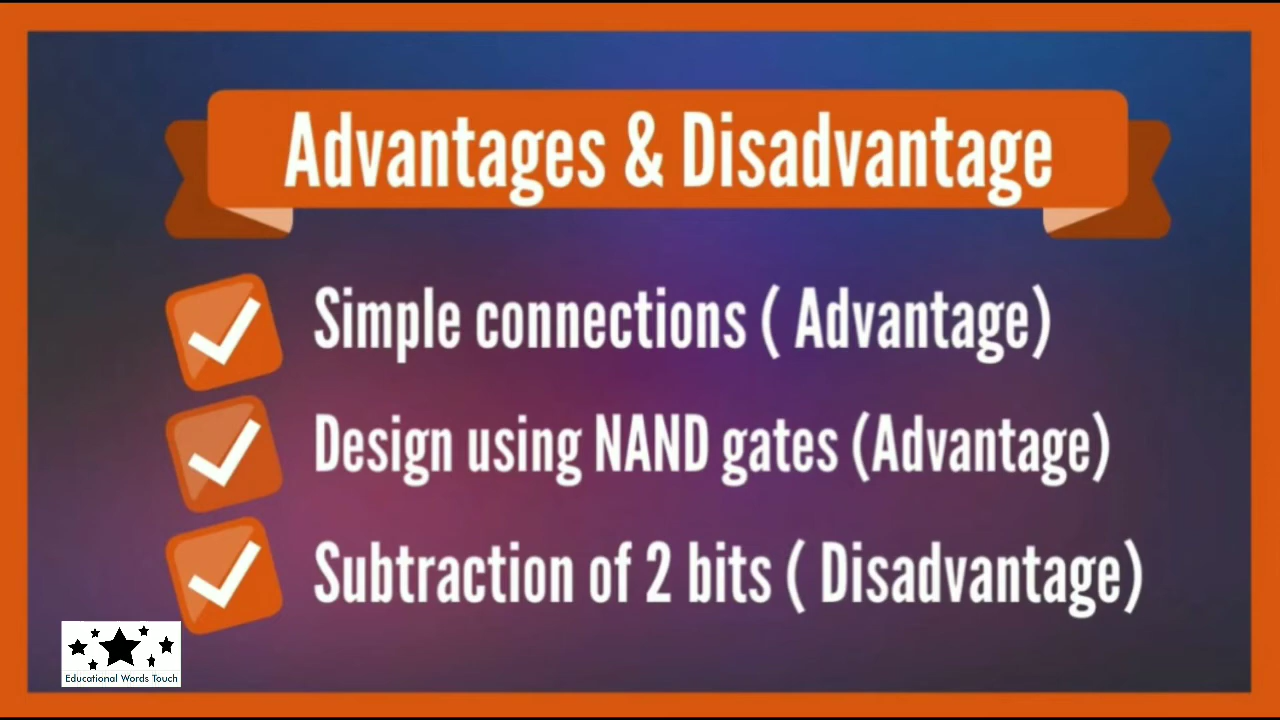 Advantages & Disadvantage
Simple connections ( Advantage)
Design using NAND gates (Advantage)
Subtraction of 2 bits ( Disadvantage)
Educational Words Touch